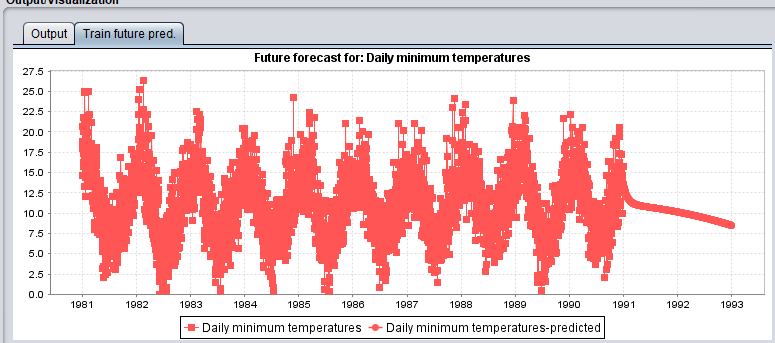 Output/Visualization
Output
Train future pred.
Future forecast for: Daily minimum temperatures
27.5
25.0
22.5
20.0
17.5
15.0
12.5
10.0
7.5
5.0
2.5
0.0
1981 1982 1983 1984 1985 1986 1987 1988 1989 1990 1991 1992 1993
Daily minimum temperatures Daily minimum temperatures-predicted